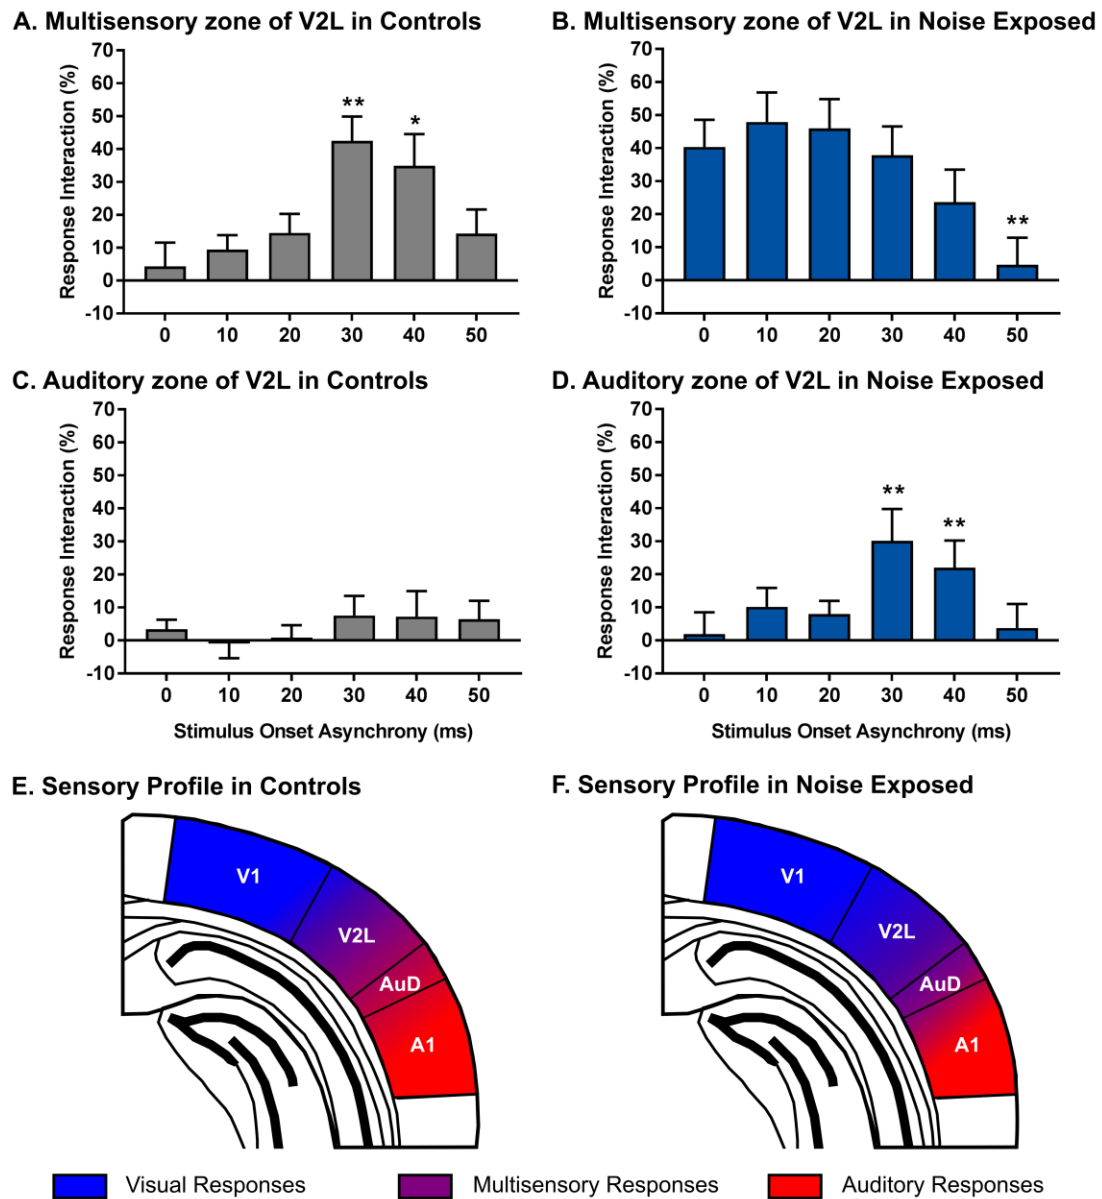 A. Multisensory zone of V2L in Controls
B. Multisensory zone of V2L in Noise Exposed
Response Interaction (%)
70
60
50
40
30
20
10
0
-10
**
*
0 10 20 30 40 50
Response Interaction (%)
70
60
50
40
30
20
10
0
-10
**
0 10 20 30 40 50
C. Auditory zone of V2L in Controls
D. Auditory zone of V2L in Noise Exposed
Response Interaction (%)
70
60
50
40
30
20
10
0
-10
0 10 20 30 40 50
Stimulus Onset Asynchrony (ms)
Response Interaction (%)
70
60
50
40
30
20
10
0
-10
**
**
0 10 20 30 40 50
Stimulus Onset Asynchrony (ms)
E. Sensory Profile in Controls
F. Sensory Profile in Noise Exposed
V1
V2L
AuD
A1
V1
V2L
AuD
A1
Visual Responses
Multisensory Responses
Auditory Responses